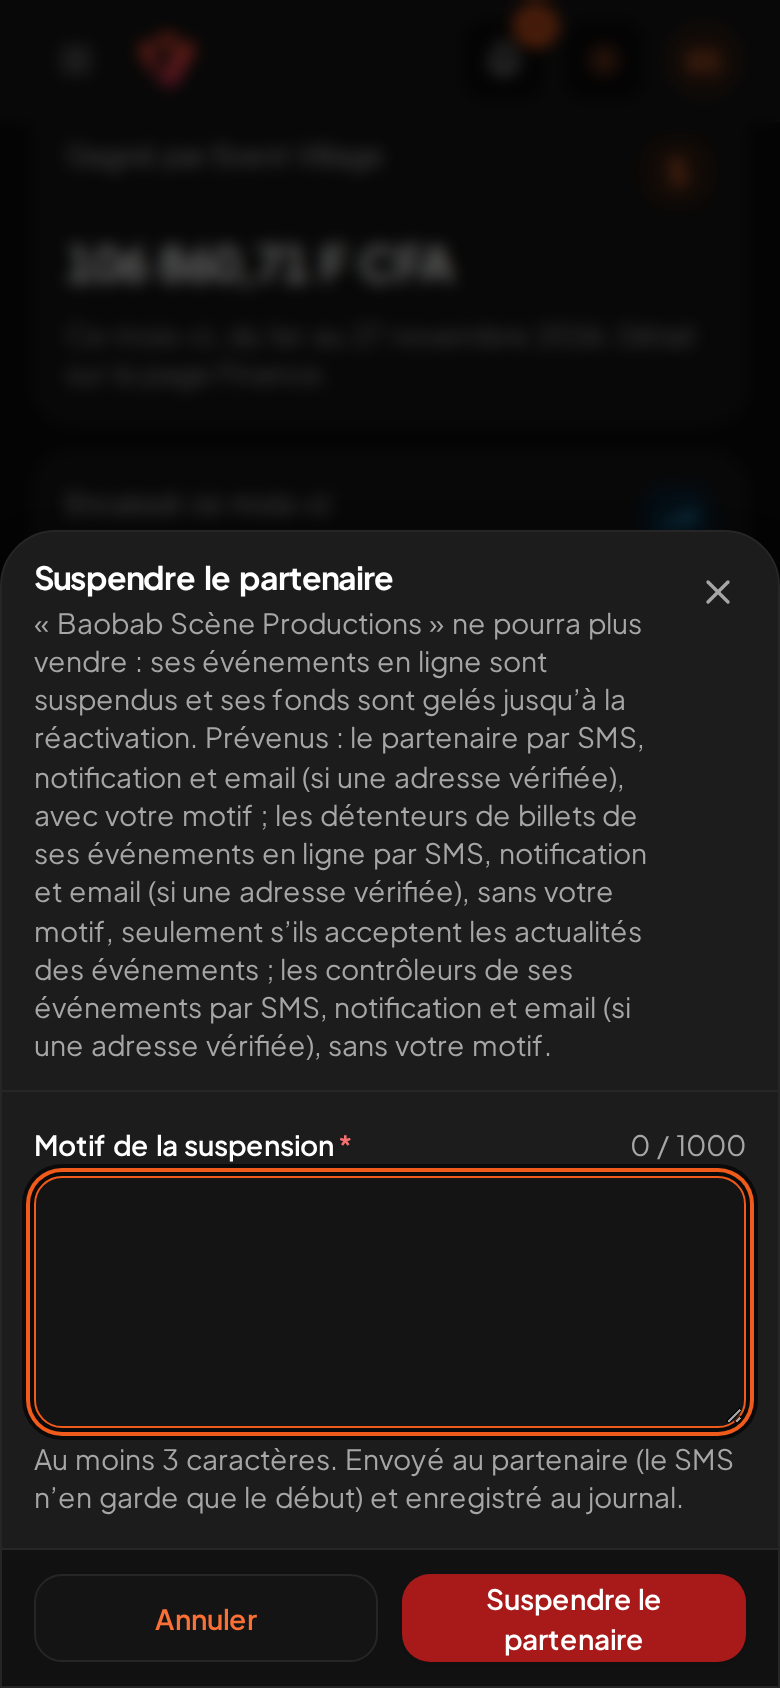 106 860,71 F CFA
Suspendre le partenaire
« Baobab Scène Productions » ne pourra plus
vendre : ses événements en ligne sont
suspendus et ses fonds sont gelés jusqu’à la
réactivation. Prévenus : le partenaire par SMS,
notification et email (si une adresse vérifiée),
avec votre motif ; les détenteurs de billets de
ses événements en ligne par SMS, notification
et email (si une adresse vérifiée), sans votre
motif, seulement s’ils acceptent les actualités
des événements ; les contrôleurs de ses
événements par SMS, notification et email (si
une adresse vérifiée), sans votre motif.
Motif de la suspension *
0 / 1000
Au moins 3 caractères. Envoyé au partenaire (le SMS
n’en garde que le début) et enregistré au journal.
Annuler
Suspendre le
partenaire